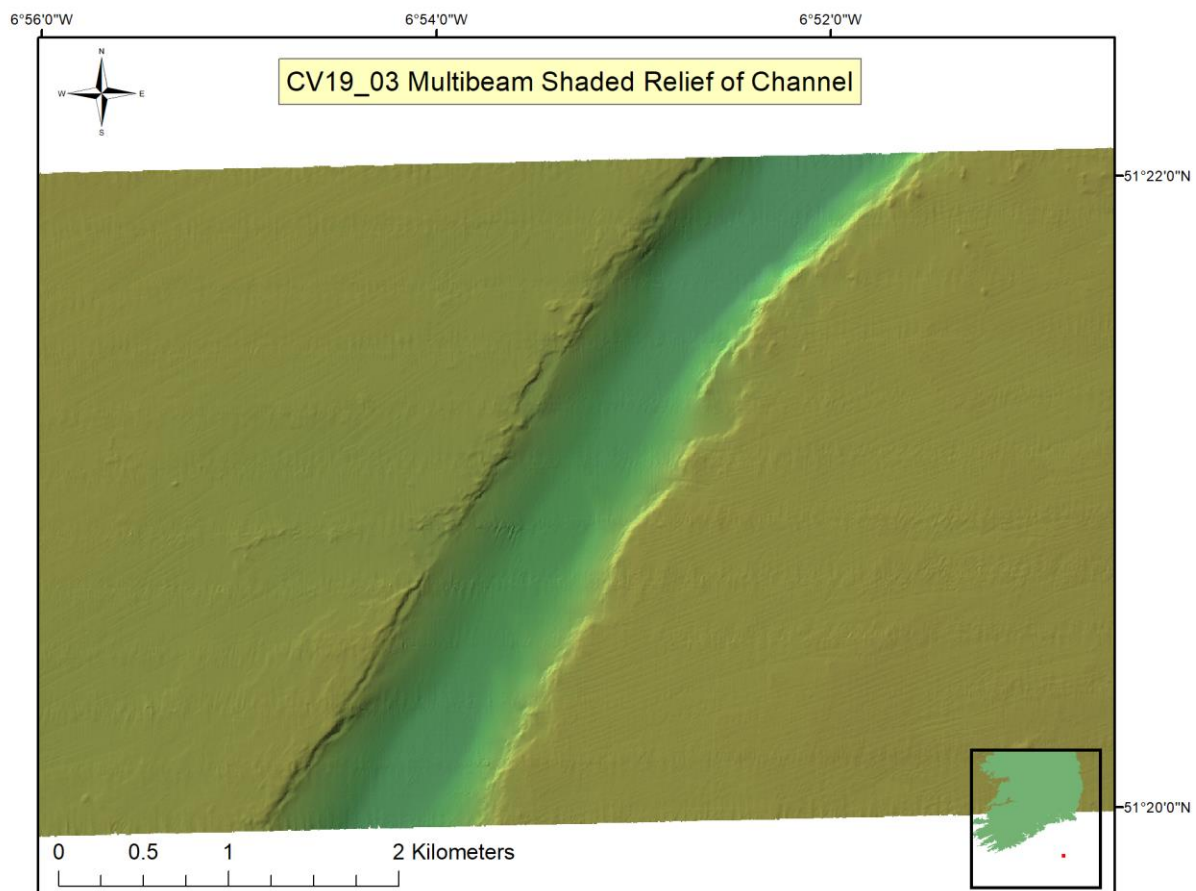 6°56'0"W 6°54'0"W 6°52'0"W
N
W E
S
CV19_03 Multibeam Shaded Relief of Channel
51°22'0"N
51°20'0"N
0 0.5 1 2 Kilometers